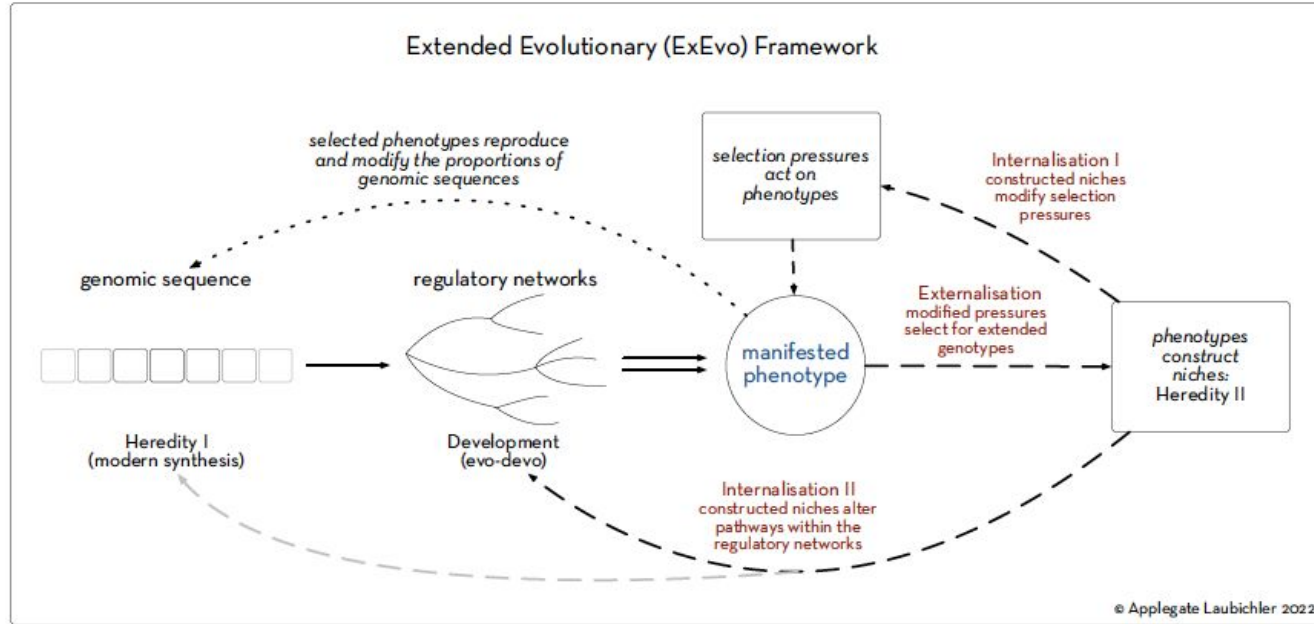 Extended Evolutionary (ExEvo) Framework
selected phenotypes reproduce
and modify the proportions of
genomic sequences
selection pressures
act on
phenotypes
Internalisation I
constructed niches
modify selection
pressures
genomic sequence
regulatory networks
Externalisation
modified pressures
select for extended
genotypes
manifested
phenotype
phenotypes
construct
niches:
Heredity II
Heredity I
(modern synthesis)
Development
(evo-devo)
Internalisation II
constructed niches alter
pathways within the
regulatory networks
© Applegate Laubichler 2022